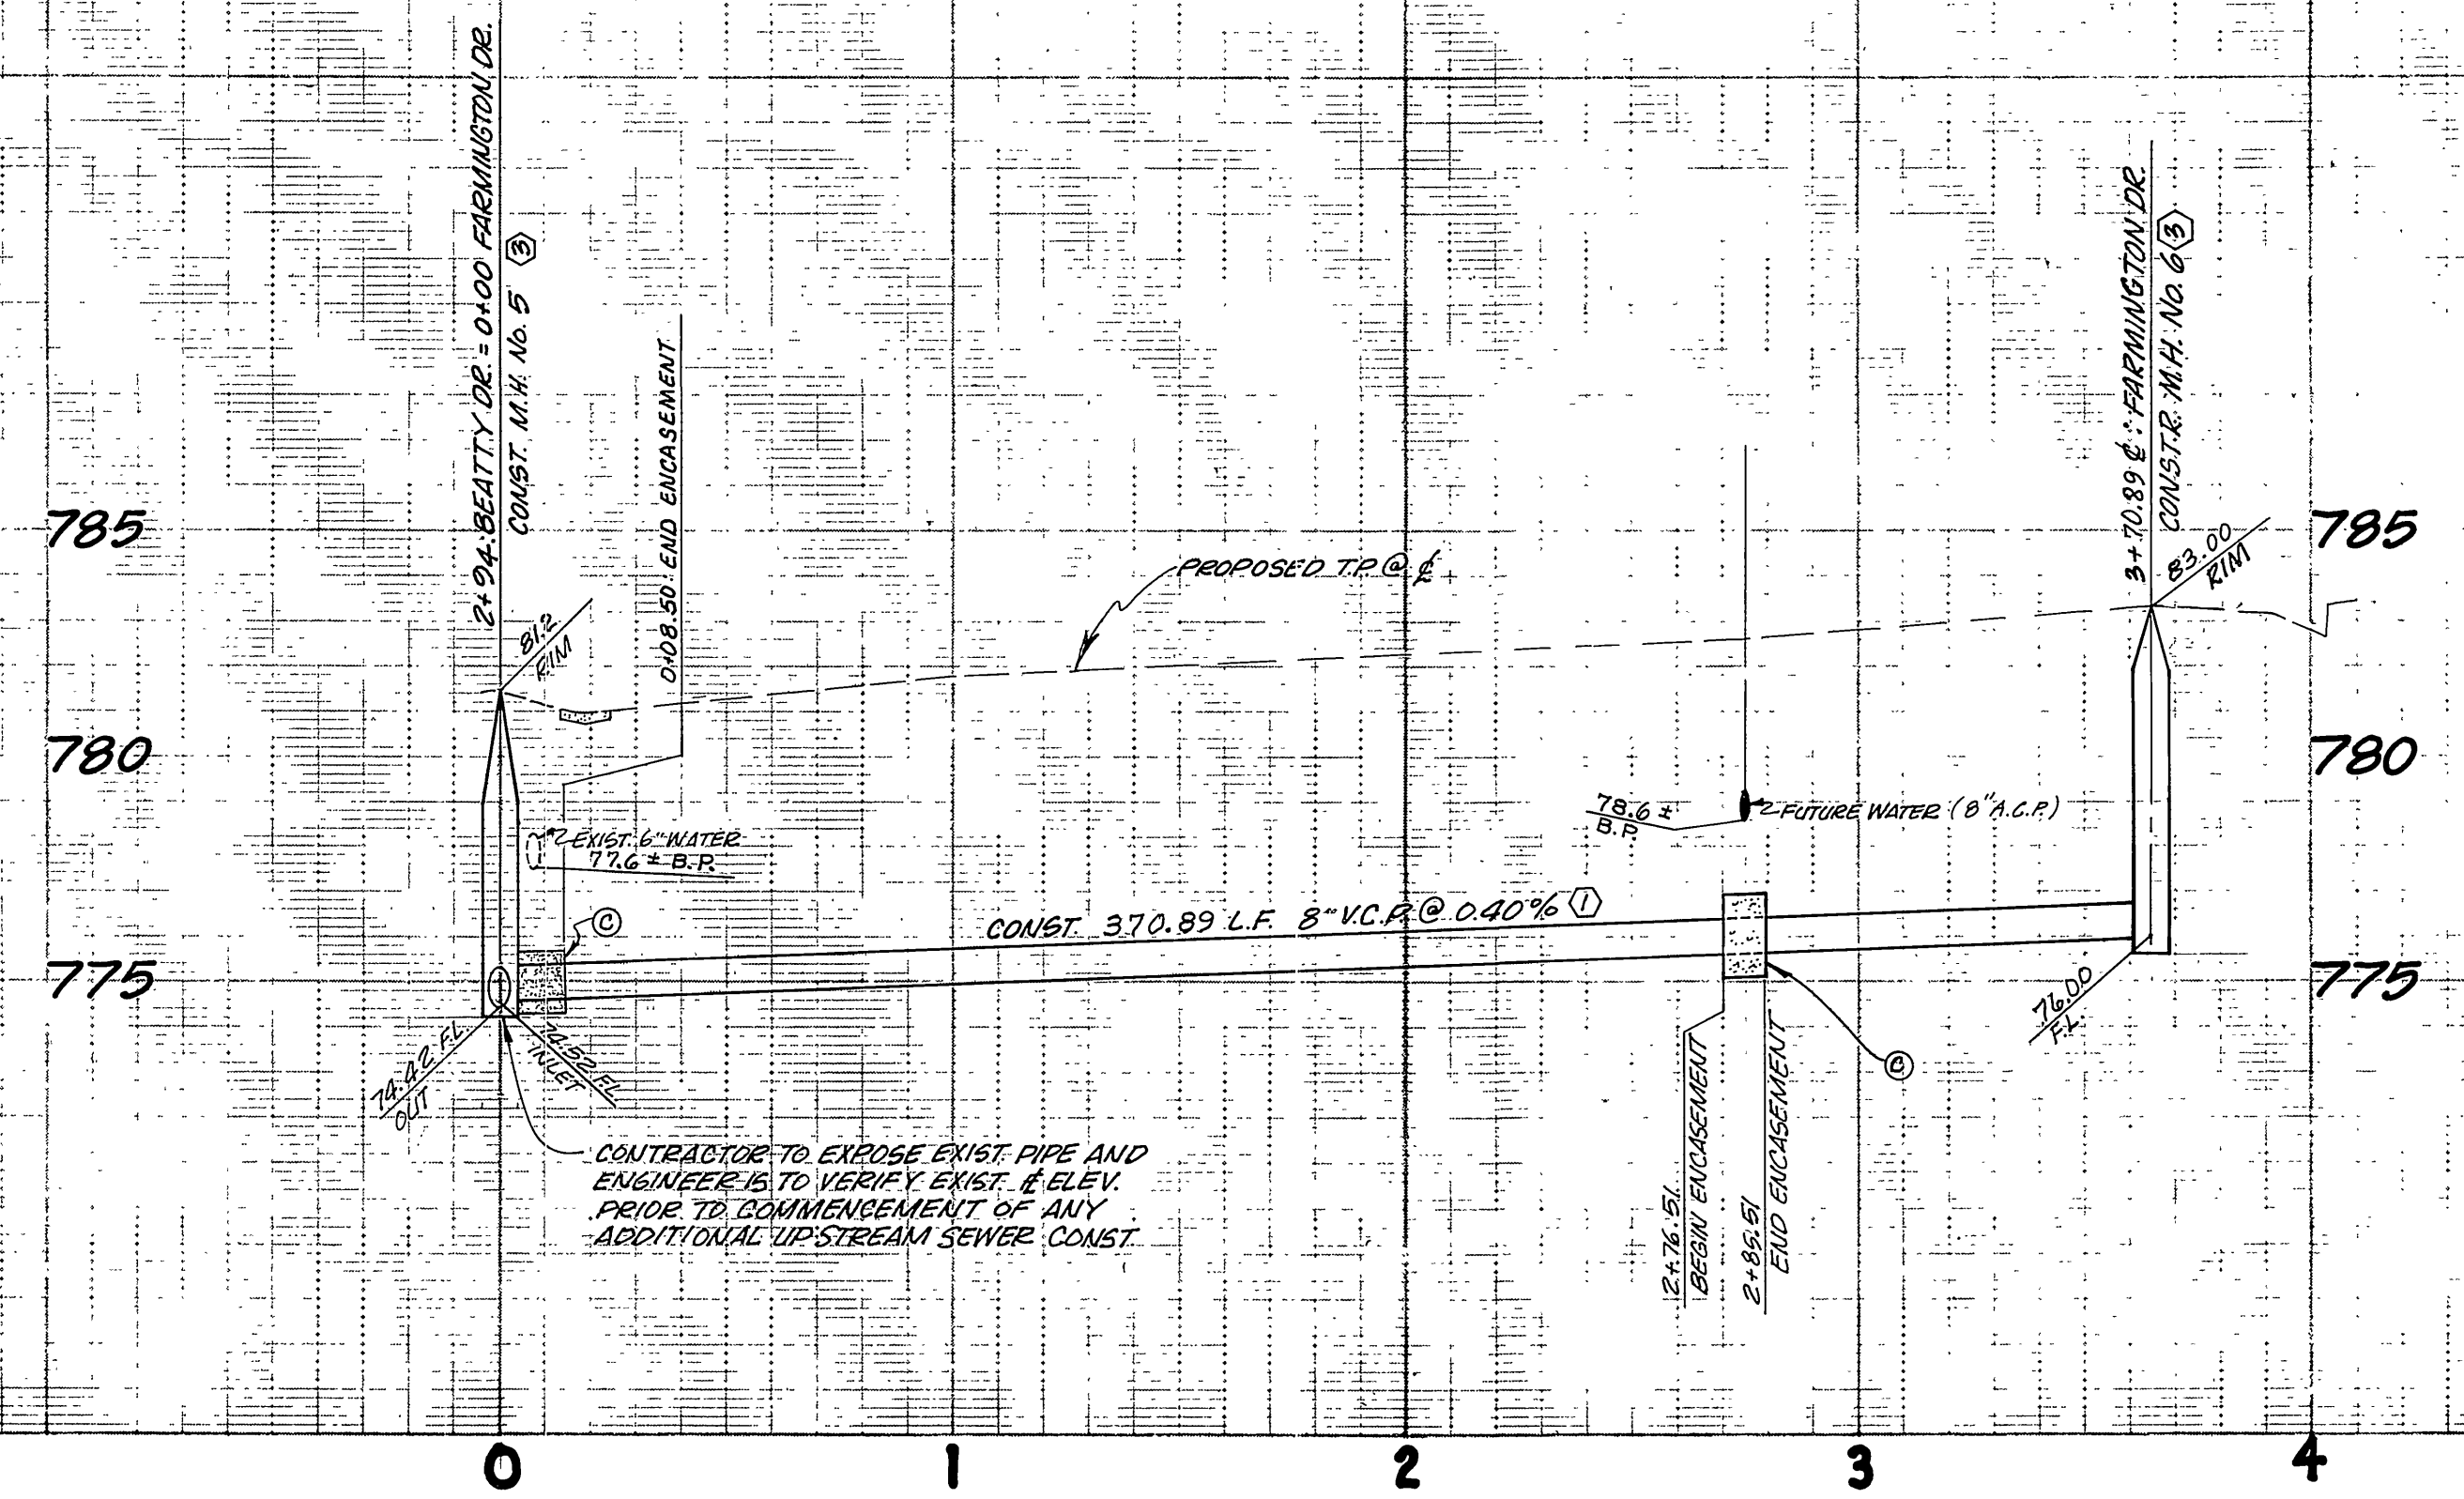 2+94 BEATTY DR. = 0+00 FARMINGTON DR.
CONST. M.H. No. 5 3
0+08.50 END ENCASEMENT
3+70.89 ℄ FARMINGTON DR.
CONSTR. M.H. No. 6 3
785
785
83.00
RIM
PROPOSED T.P. @ ℄
81.2
RIM
780
780
78.6 ±
B.P.
FUTURE WATER (8" A.C.P.)
EXIST. 6" WATER
77.6 ± B.P.
C
CONST. 370.89 L.F. 8" V.C.P. @ 0.40% 1
775
775
74.42 F.L.
OUT
74.52 F.L.
INLET
76.00
F.L.
C
CONTRACTOR TO EXPOSE EXIST. PIPE AND
ENGINEER IS TO VERIFY EXIST. ℄ ELEV.
PRIOR TO COMMENCEMENT OF ANY
ADDITIONAL UPSTREAM SEWER CONST.
2+76.51
BEGIN ENCASEMENT
2+85.51
END ENCASEMENT
0 1 2 3 4